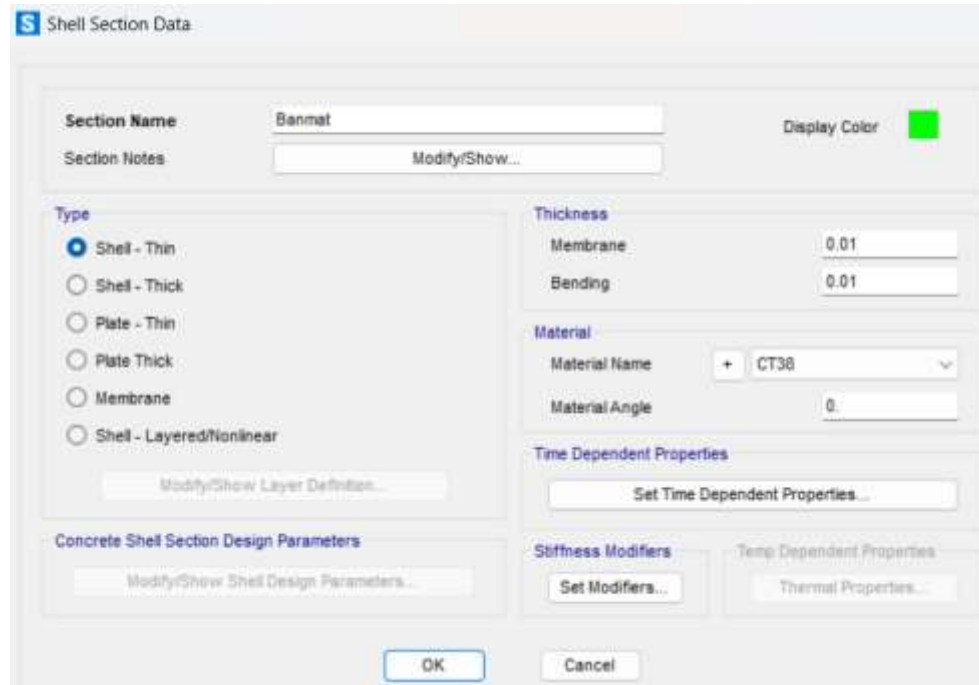 Shell Section Data
Section Name Banmat Display Color
Section Notes Modify/Show...
Type
Shell - Thin
Shell - Thick
Plate - Thin
Plate Thick
Membrane
Shell - Layered/Nonlinear
Modify/Show Layer Definition...
Concrete Shell Section Design Parameters
Modify/Show Shell Design Parameters...
Thickness
Membrane 0.01
Bending 0.01
Material
Material Name + CT38
Material Angle 0.
Time Dependent Properties
Set Time Dependent Properties...
Stiffness Modifiers
Set Modifiers...
Temp Dependent Properties
Thermal Properties...
OK Cancel